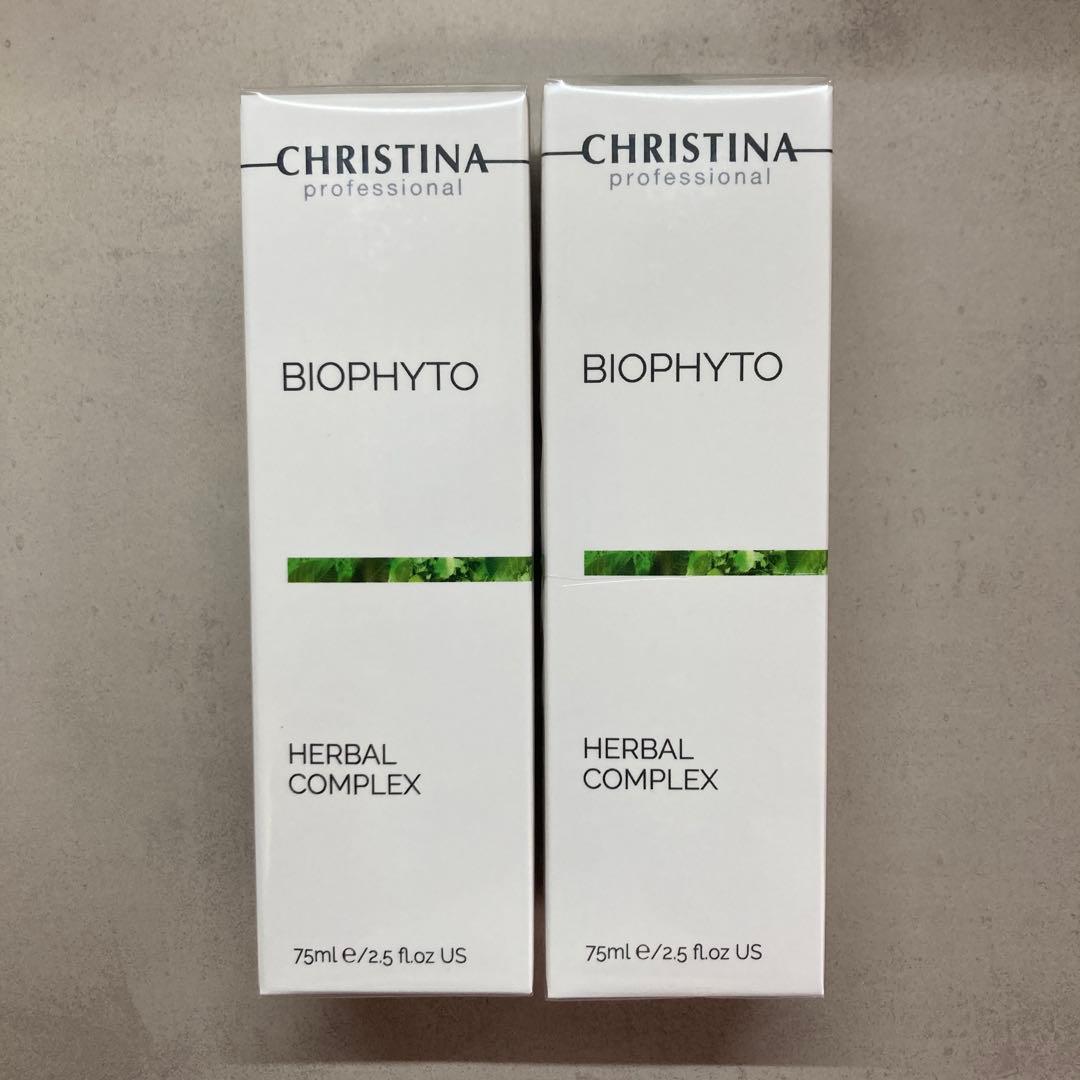 CHRISTINA
professional
BIOPHYTO
HERBAL
COMPLEX
75ml e/2.5 fl.oz US
CHRISTINA
professional
BIOPHYTO
HERBAL
COMPLEX
75ml e/2.5 fl.oz US